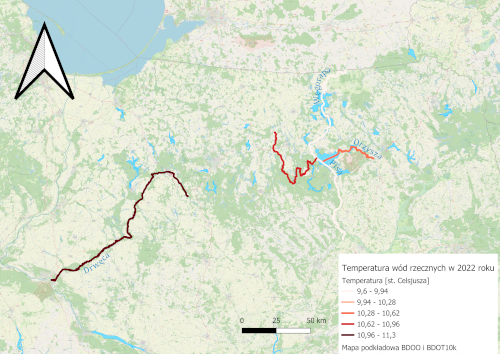 Węgorapa
Orzysza
Pisa
Drwęca
Temperatura wód rzecznych w 2022 roku
Temperatura [st. Celsjusza]
9,6 - 9,94
9,94 - 10,28
10,28 - 10,62
10,62 - 10,96
10,96 - 11,3
0 25 50 km
Mapa podkładowa BDOO i BDOT10k